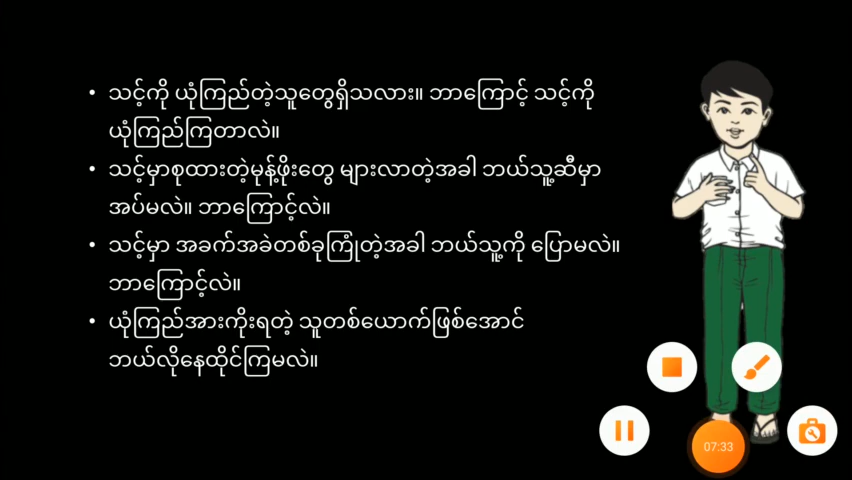 • သင့်ကို ယုံကြည်တဲ့သူတွေရှိသလား။ ဘာကြောင့် သင့်ကို
ယုံကြည်ကြတာလဲ။
• သင့်မှာစုထားတဲ့မုန့်ဖိုးတွေ များလာတဲ့အခါ ဘယ်သူ့ဆီမှာ
အပ်မလဲ။ ဘာကြောင့်လဲ။
• သင့်မှာ အခက်အခဲတစ်ခုကြုံတဲ့အခါ ဘယ်သူ့ကို ပြောမလဲ။
ဘာကြောင့်လဲ။
• ယုံကြည်အားကိုးရတဲ့ သူတစ်ယောက်ဖြစ်အောင်
ဘယ်လိုနေထိုင်ကြမလဲ။
07:33